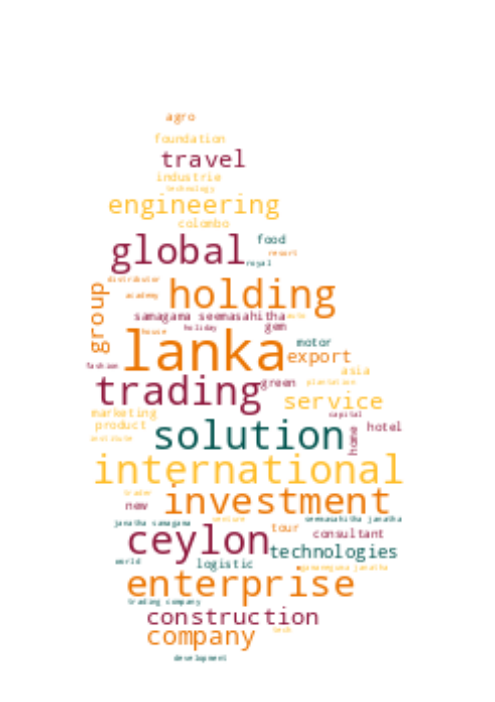 agro
foundation
travel
industrie
technology
engineering
colombo
global
food
resort
royal
distributor
group
academy
holding
samagama seemasahitha
auto
house
holiday
gem
lanka
motor
export
fashion
asia
trading
green
plantation
service
marketing
capital
product
solution
home
hotel
institute
international
trader
investment
new
janatha samagama
venture
seemasahitha janatha
tour
ceylon
consultant
technologies
world
logistic
enterprise
trading company
construction
company
tech
development